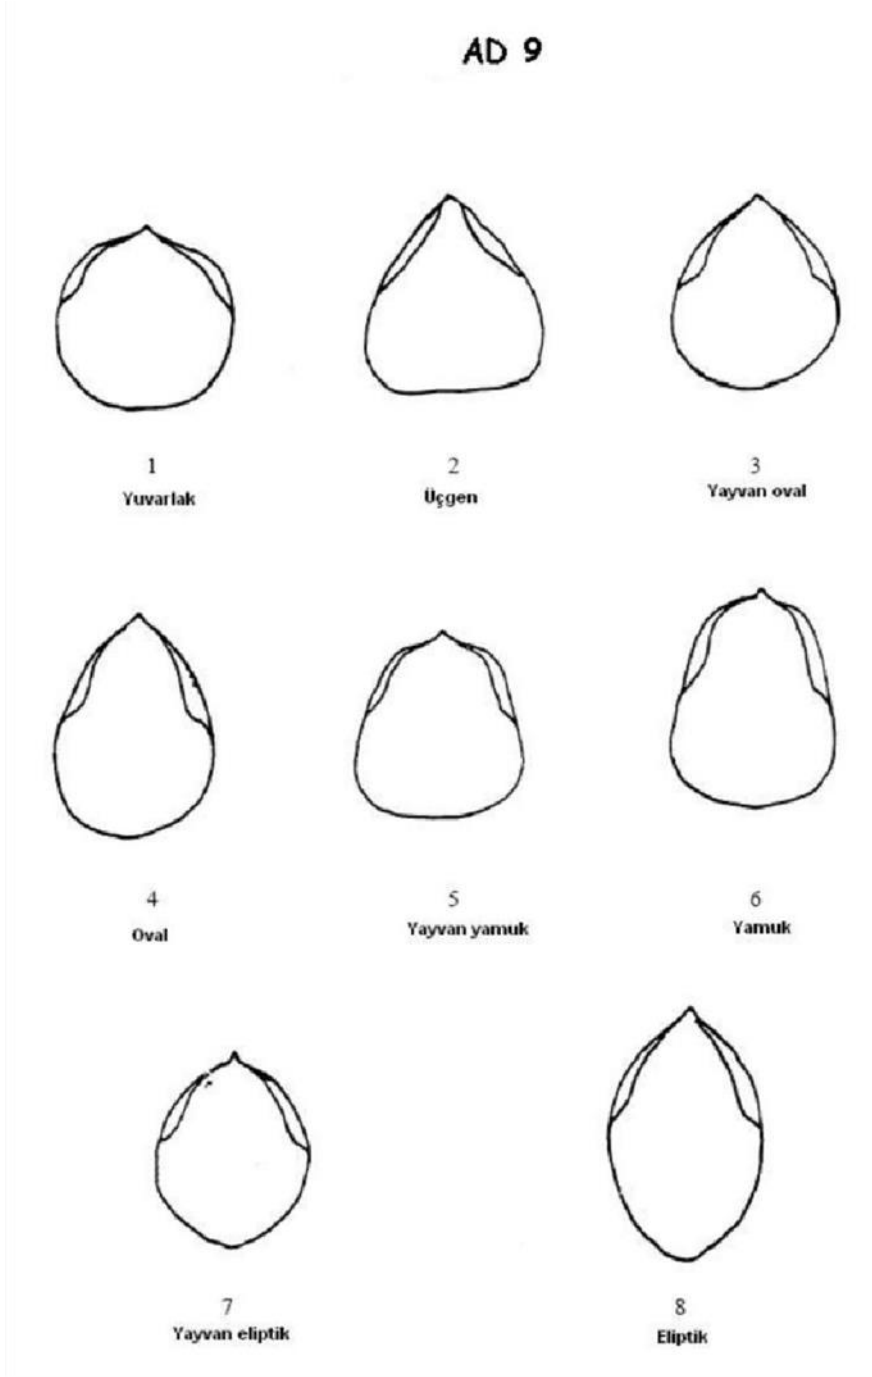 AD 9
1
2
3
Yuvarlak
Üçgen
Yayvan oval
4
5
6
Oval
Yayvan yamuk
Yamuk
7
8
Yayvan eliptik
Eliptik